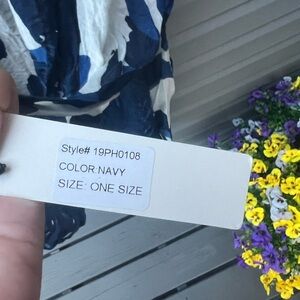 Style# 19PH0108
COLOR NAVY
SIZE: ONE SIZE